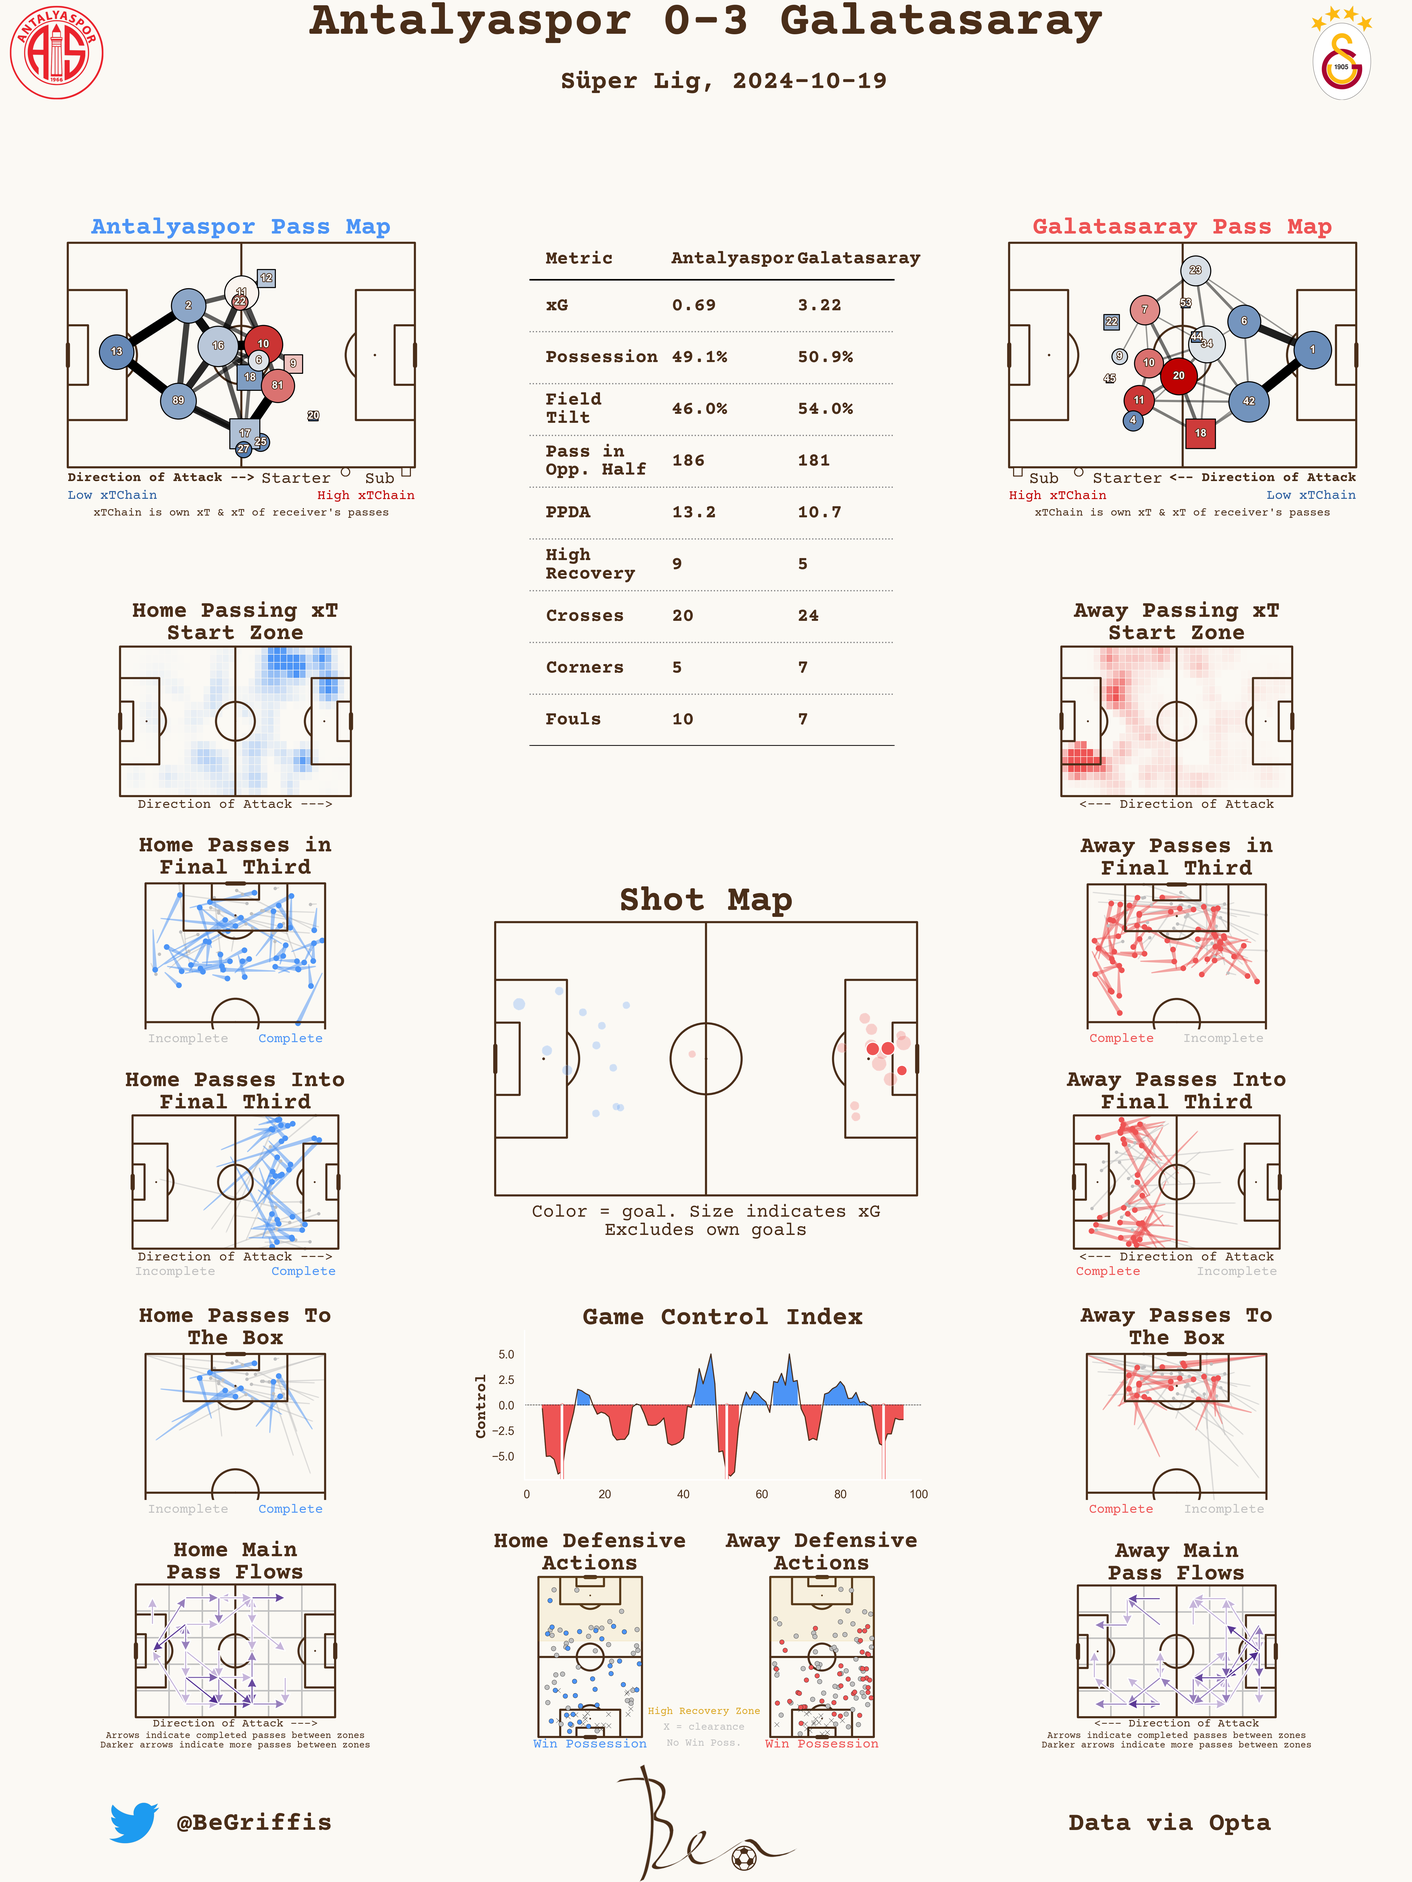 Antalyaspor 0-3 Galatasaray
Süper Lig, 2024-10-19
ANTALYASPOR
1966
1905
Antalyaspor Pass Map
12
11
22
2
16
10
13
6
9
18
81
89
20
17
25
27
Direction of Attack --> Starter Sub
Low xTChain High xTChain
xTChain is own xT & xT of receiver's passes
Metric Antalyaspor Galatasaray
xG 0.69 3.22
Possession 49.1% 50.9%
Field
Tilt 46.0% 54.0%
Pass in
Opp. Half 186 181
PPDA 13.2 10.7
High
Recovery 9 5
Crosses 20 24
Corners 5 7
Fouls 10 7
Galatasaray Pass Map
23
53
7
22
6
44
34
1
9
10
20
45
11
42
4
18
Sub Starter <-- Direction of Attack
High xTChain Low xTChain
xTChain is own xT & xT of receiver's passes
Home Passing xT
Start Zone
Direction of Attack --->
Away Passing xT
Start Zone
<--- Direction of Attack
Home Passes in
Final Third
Incomplete Complete
Away Passes in
Final Third
Complete Incomplete
Shot Map
Color = goal. Size indicates xG
Excludes own goals
Home Passes Into
Final Third
Direction of Attack --->
Incomplete Complete
Away Passes Into
Final Third
<--- Direction of Attack
Complete Incomplete
Home Passes To
The Box
Incomplete Complete
Game Control Index
Control
5.0
2.5
0.0
−2.5
−5.0
0 20 40 60 80 100
Away Passes To
The Box
Complete Incomplete
Home Main
Pass Flows
Direction of Attack --->
Arrows indicate completed passes between zones
Darker arrows indicate more passes between zones
Home Defensive
Actions
Win Possession
High Recovery Zone
X = clearance
No Win Poss.
Away Defensive
Actions
Win Possession
Away Main
Pass Flows
<--- Direction of Attack
Arrows indicate completed passes between zones
Darker arrows indicate more passes between zones
@BeGriffis
Ben
Data via Opta